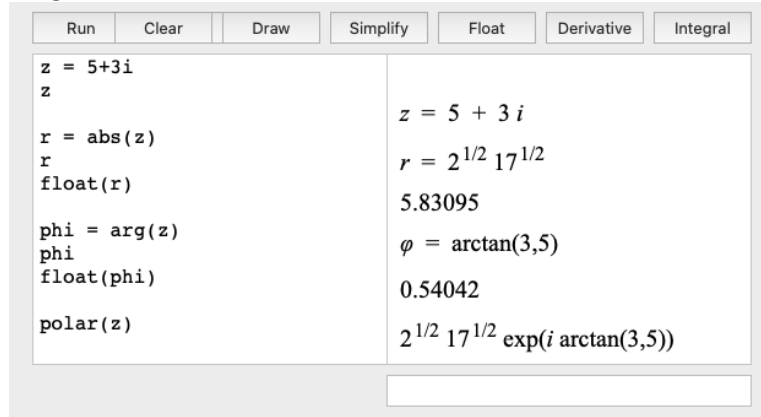 Run Clear Draw Simplify Float Derivative Integral
z = 5+3i
z
r = abs(z)
r
float(r)
phi = arg(z)
phi
float(phi)
polar(z)
z = 5 + 3 i
r = 2^{1/2} 17^{1/2}
5.83095
φ = arctan(3,5)
0.54042
2^{1/2} 17^{1/2} exp(i arctan(3,5))